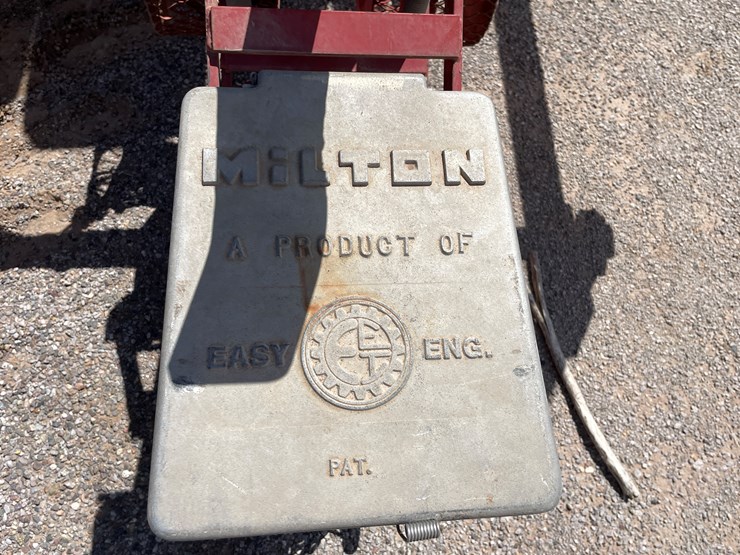 MiLTON
A PRODUCT OF
EASY ENG.
PAT.